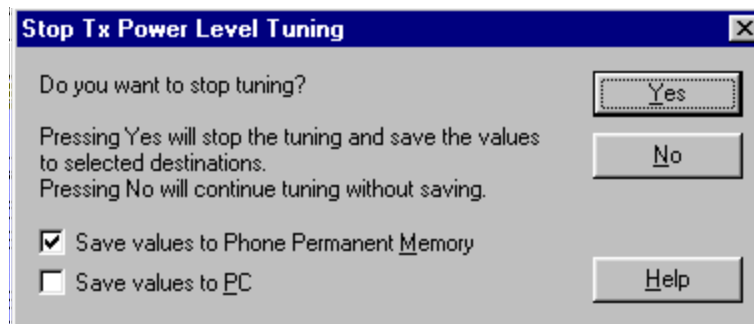 Stop Tx Power Level Tuning
Do you want to stop tuning?
Yes
Pressing Yes will stop the tuning and save the values
to selected destinations.
No
Pressing No will continue tuning without saving.
Save values to Phone Permanent Memory
Save values to PC
Help